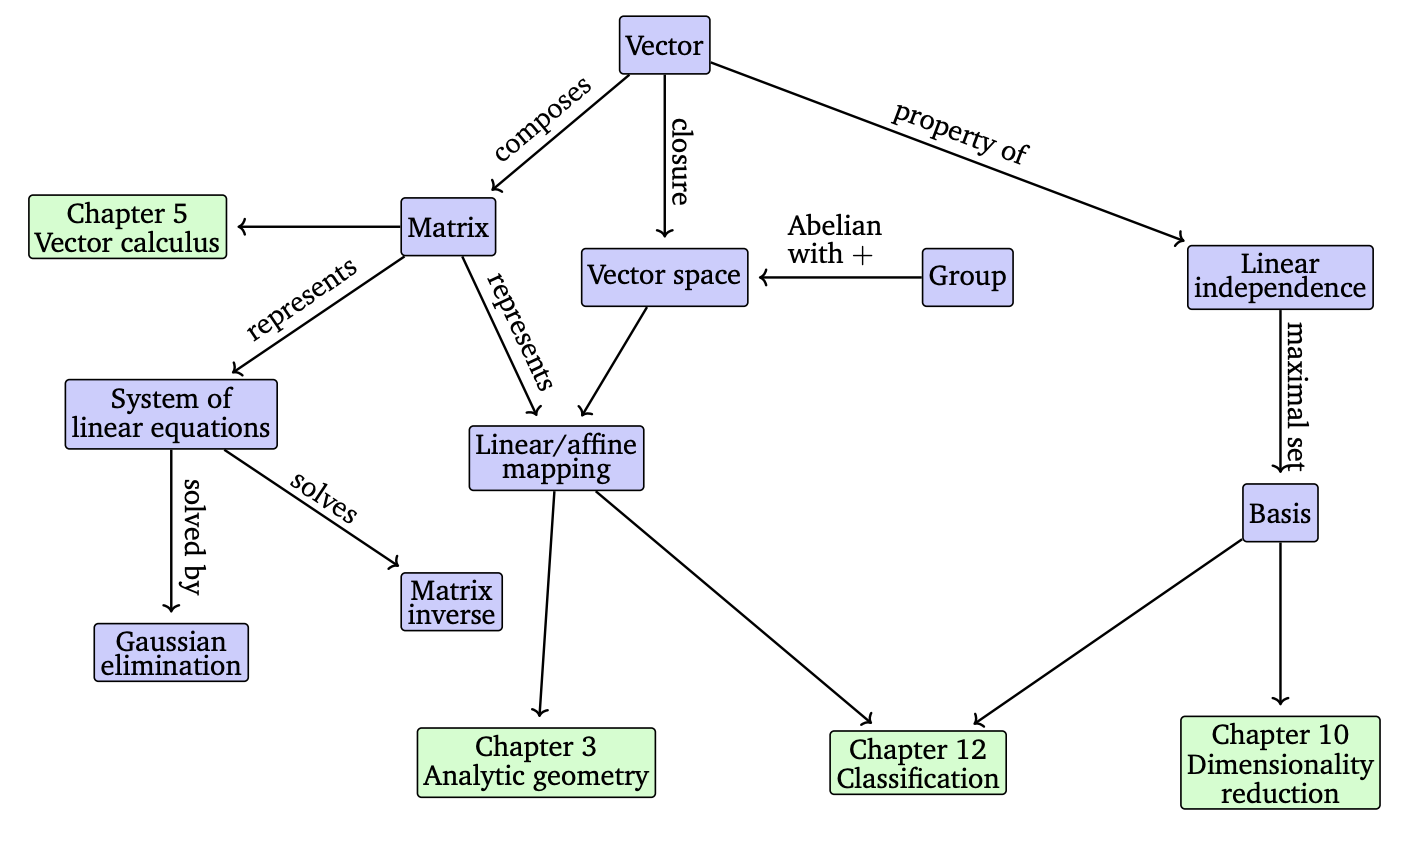 Vector
composes
closure
property of
Chapter 5
Vector calculus
Matrix
Abelian
with +
Vector space
Group
Linear
independence
represents
represents
maximal set
System of
linear equations
Linear/affine
mapping
solved by
solves
Basis
Matrix
inverse
Gaussian
elimination
Chapter 3
Analytic geometry
Chapter 12
Classification
Chapter 10
Dimensionality
reduction